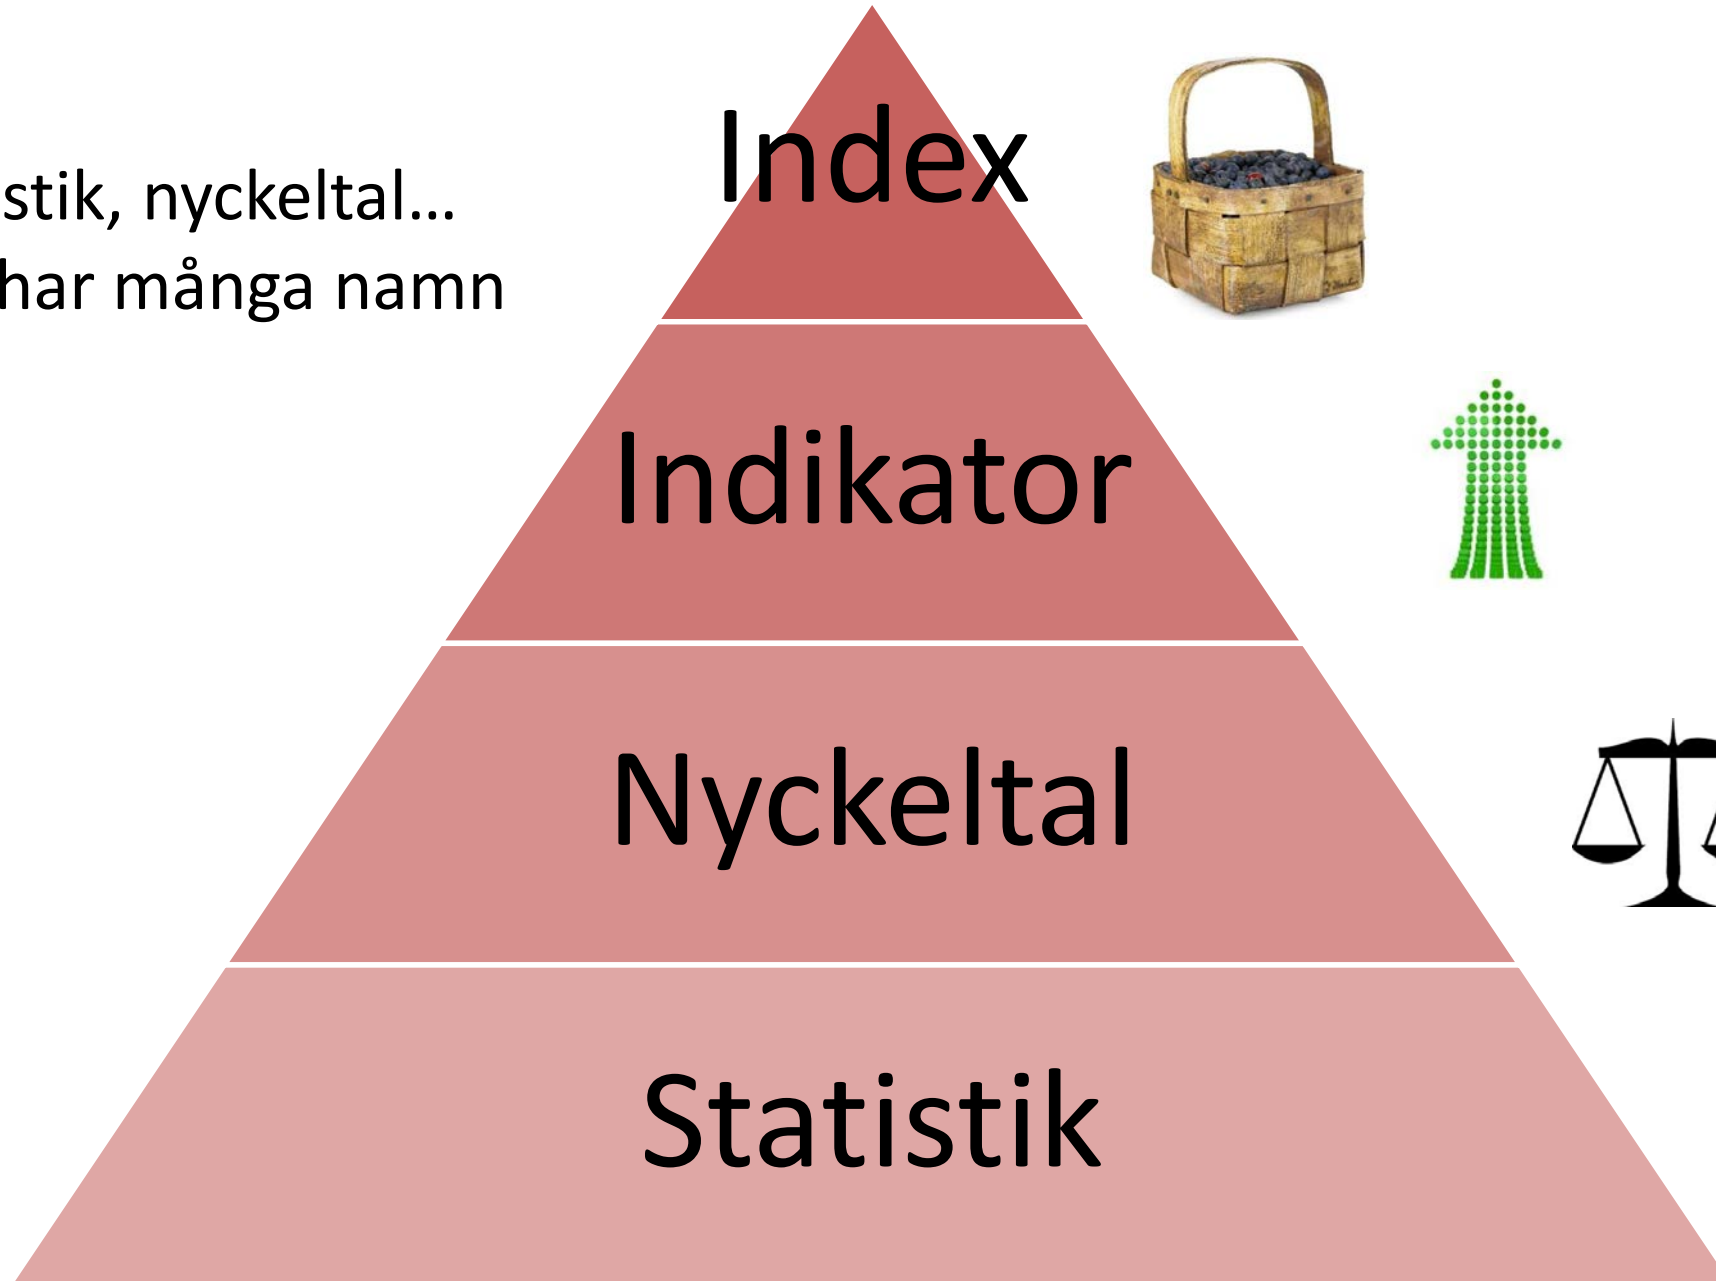 stik, nyckeltal...
har många namn
Index
Indikator
Nyckeltal
Statistik